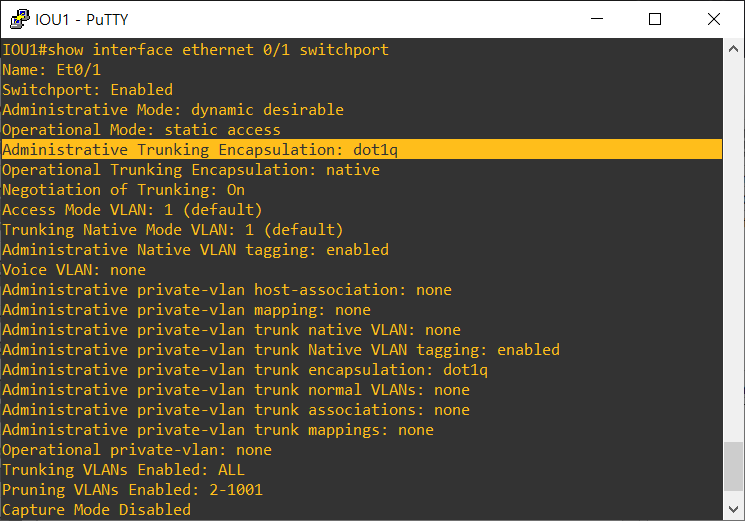 IOU1 - PuTTY
IOU1#show interface ethernet 0/1 switchport
Name: Et0/1
Switchport: Enabled
Administrative Mode: dynamic desirable
Operational Mode: static access
Administrative Trunking Encapsulation: dot1q
Operational Trunking Encapsulation: native
Negotiation of Trunking: On
Access Mode VLAN: 1 (default)
Trunking Native Mode VLAN: 1 (default)
Administrative Native VLAN tagging: enabled
Voice VLAN: none
Administrative private-vlan host-association: none
Administrative private-vlan mapping: none
Administrative private-vlan trunk native VLAN: none
Administrative private-vlan trunk Native VLAN tagging: enabled
Administrative private-vlan trunk encapsulation: dot1q
Administrative private-vlan trunk normal VLANs: none
Administrative private-vlan trunk associations: none
Administrative private-vlan trunk mappings: none
Operational private-vlan: none
Trunking VLANs Enabled: ALL
Pruning VLANs Enabled: 2-1001
Capture Mode Disabled